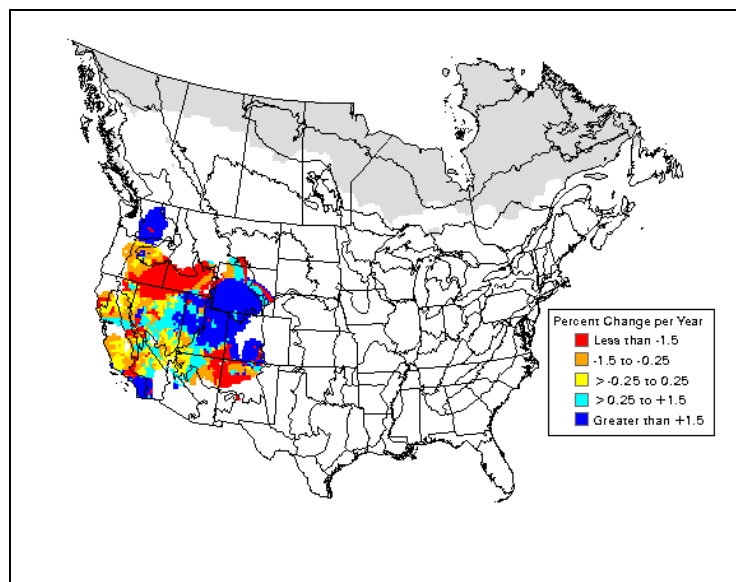 Percent Change per Year
Less than -1.5
-1.5 to -0.25
>-0.25 to 0.25
>0.25 to +1.5
Greater than +1.5